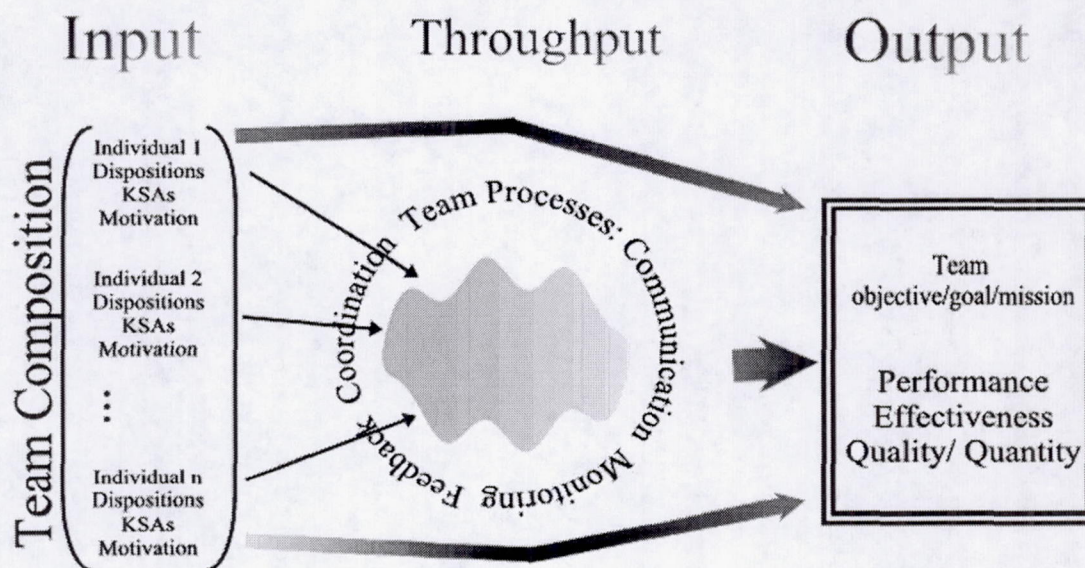 Input
Throughput
Output
Team Composition
Individual 1
Dispositions
KSAs
Motivation
Individual 2
Dispositions
KSAs
Motivation
...
Individual n
Dispositions
KSAs
Motivation
Team Processes: Communication Monitoring Feedback Coordination
Team
objective/goal/mission
Performance
Effectiveness
Quality/ Quantity